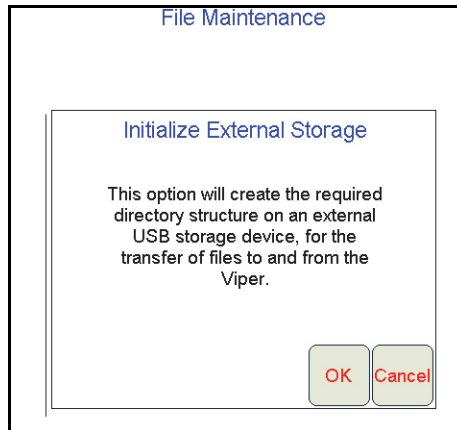 File Maintenance
Initialize External Storage
This option will create the required
directory structure on an external
USB storage device, for the
transfer of files to and from the
Viper.
OK Cancel